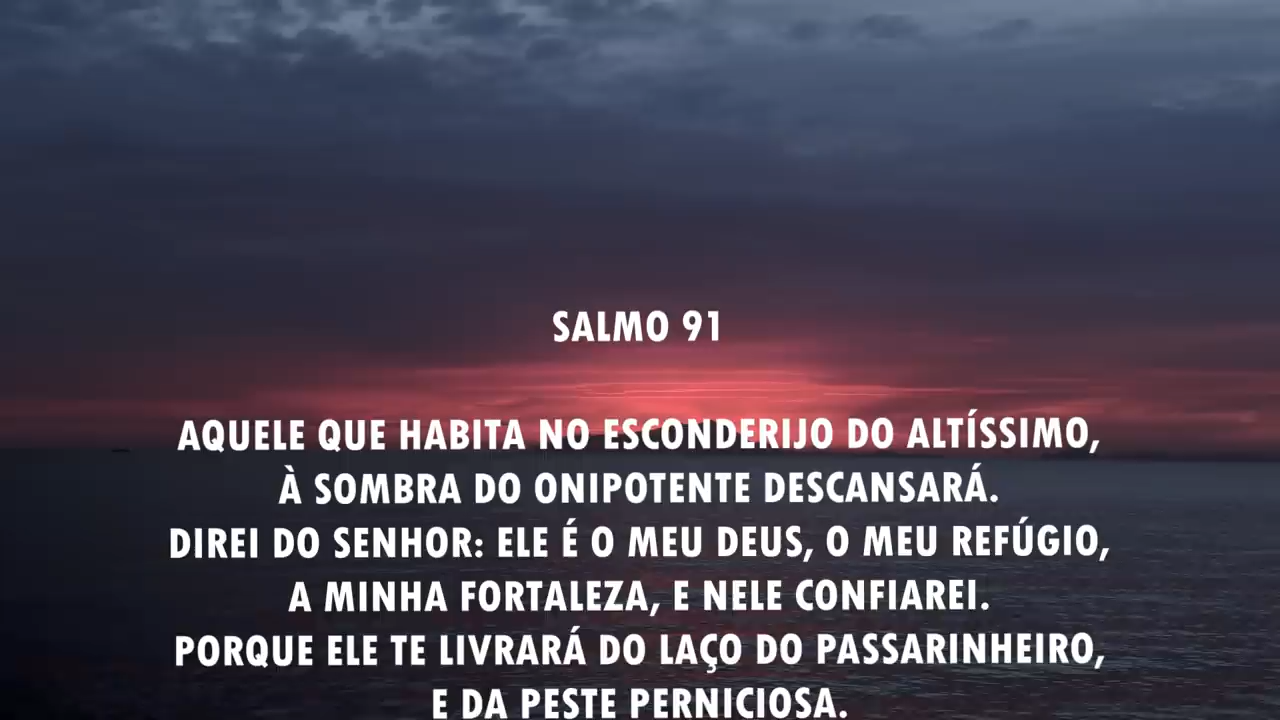 SALMO 91
AQUELE QUE HABITA NO ESCONDERIJO DO ALTÍSSIMO,
À SOMBRA DO ONIPOTENTE DESCANSARÁ.
DIREI DO SENHOR: ELE É O MEU DEUS, O MEU REFÚGIO,
A MINHA FORTALEZA, E NELE CONFIAREI.
PORQUE ELE TE LIVRARÁ DO LAÇO DO PASSARINHEIRO,
E DA PESTE PERNICIOSA.